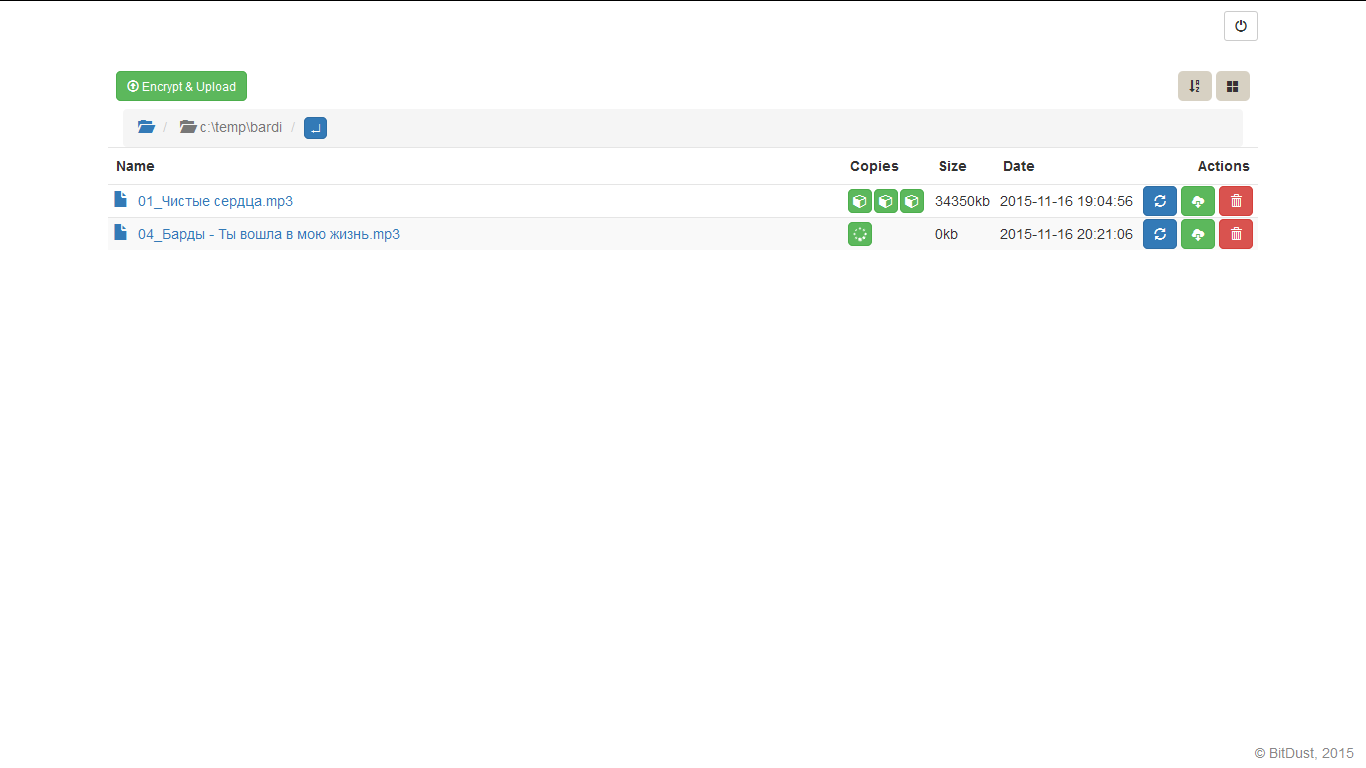 Encrypt & Upload
/ c:\temp\bardi /
Name Copies Size Date Actions
01_Чистые сердца.mp3 34350kb 2015-11-16 19:04:56
04_Барды - Ты вошла в мою жизнь.mp3 0kb 2015-11-16 20:21:06
© BitDust, 2015